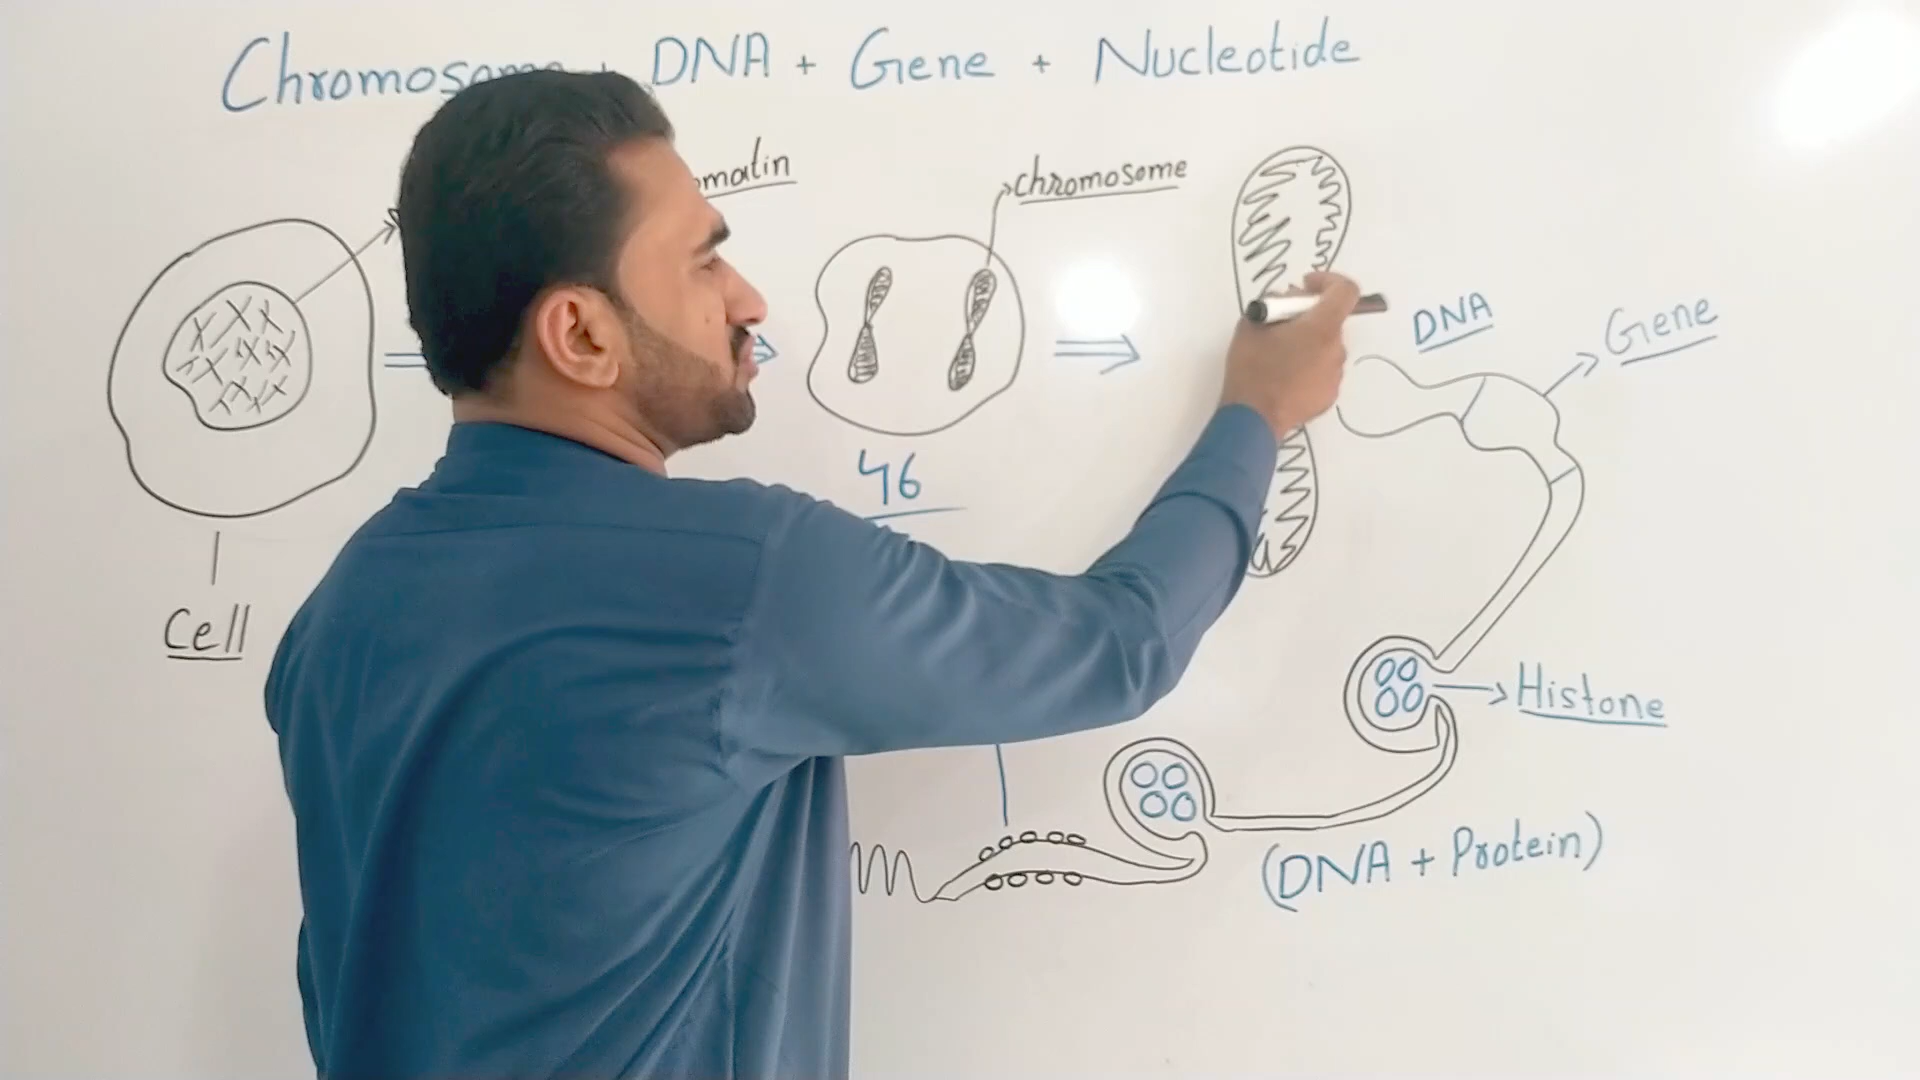 Chromosome + DNA + Gene + Nucleotide
chromosome
DNA
Gene
46
Cell
Histone
(DNA + Protein)